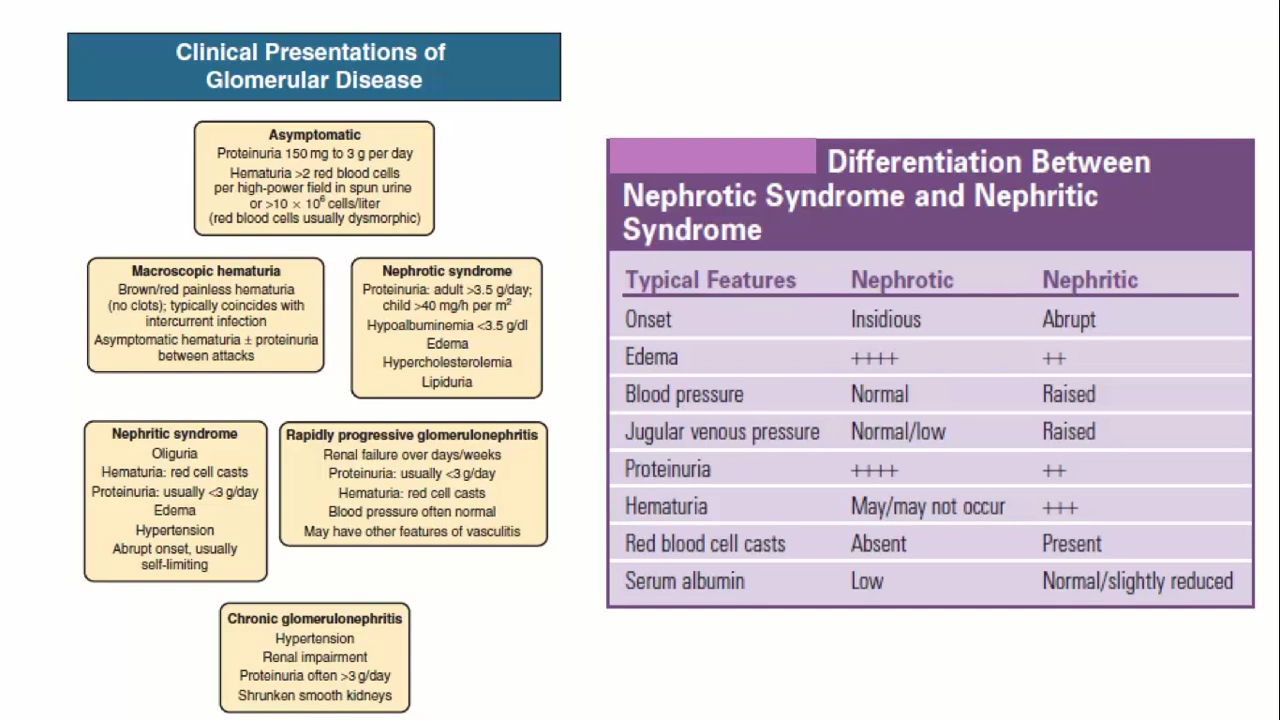 Clinical Presentations of
Glomerular Disease
Asymptomatic
Proteinuria 150 mg to 3 g per day
Hematuria >2 red blood cells
per high-power field in spun urine
or >10 × 10⁶ cells/liter
(red blood cells usually dysmorphic)
Macroscopic hematuria
Brown/red painless hematuria
(no clots); typically coincides with
intercurrent infection
Asymptomatic hematuria ± proteinuria
between attacks
Nephrotic syndrome
Proteinuria: adult >3.5 g/day;
child >40 mg/h per m²
Hypoalbuminemia <3.5 g/dl
Edema
Hypercholesterolemia
Lipiduria
Nephritic syndrome
Oliguria
Hematuria: red cell casts
Proteinuria: usually <3 g/day
Edema
Hypertension
Abrupt onset, usually
self-limiting
Rapidly progressive glomerulonephritis
Renal failure over days/weeks
Proteinuria: usually <3 g/day
Hematuria: red cell casts
Blood pressure often normal
May have other features of vasculitis
Chronic glomerulonephritis
Hypertension
Renal impairment
Proteinuria often >3 g/day
Shrunken smooth kidneys
Differentiation Between
Nephrotic Syndrome and Nephritic
Syndrome
Typical Features Nephrotic Nephritic
Onset Insidious Abrupt
Edema ++++ ++
Blood pressure Normal Raised
Jugular venous pressure Normal/low Raised
Proteinuria ++++ ++
Hematuria May/may not occur +++
Red blood cell casts Absent Present
Serum albumin Low Normal/slightly reduced